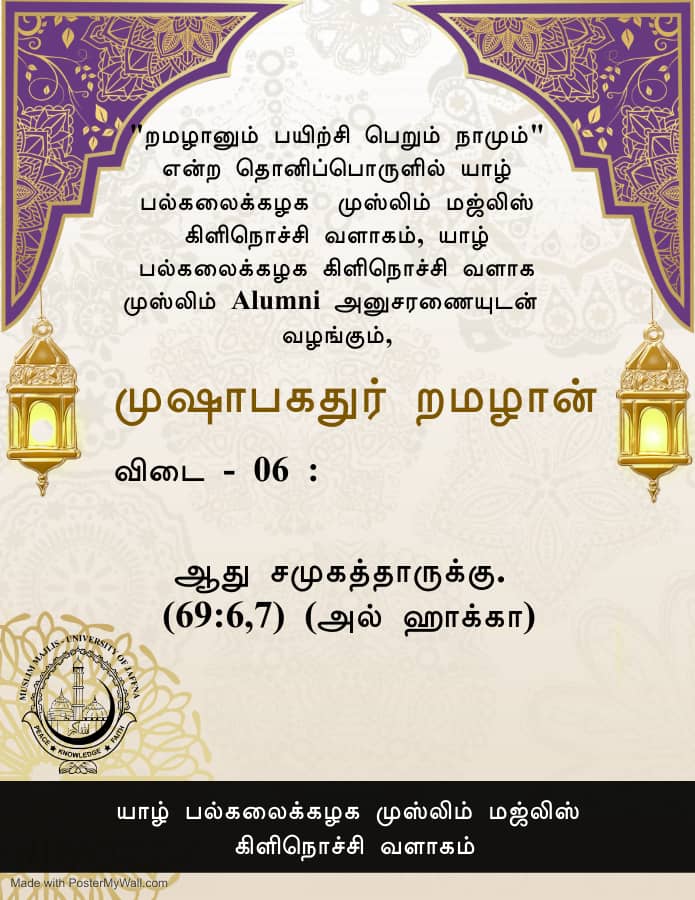 "றமழானும் பயிற்சி பெறும் நாமும்"
என்ற தொனிப்பொருளில் யாழ்
பல்கலைக்கழக முஸ்லிம் மஜ்லிஸ்
கிளிநொச்சி வளாகம், யாழ்
பல்கலைக்கழக கிளிநொச்சி வளாக
முஸ்லிம் Alumni அனுசரணையுடன்
வழங்கும்,
முஷாபகதுர் றமழான்
விடை - 06 :
ஆது சமுகத்தாருக்கு.
(69:6,7) (அல் ஹாக்கா)
MUSLIM MAJLIS - UNIVERSITY OF JAFFNA
PEACE ★ KNOWLEDGE ★ FAITH
யாழ் பல்கலைக்கழக முஸ்லிம் மஜ்லிஸ்
கிளிநொச்சி வளாகம்
Made with PosterMyWall.com